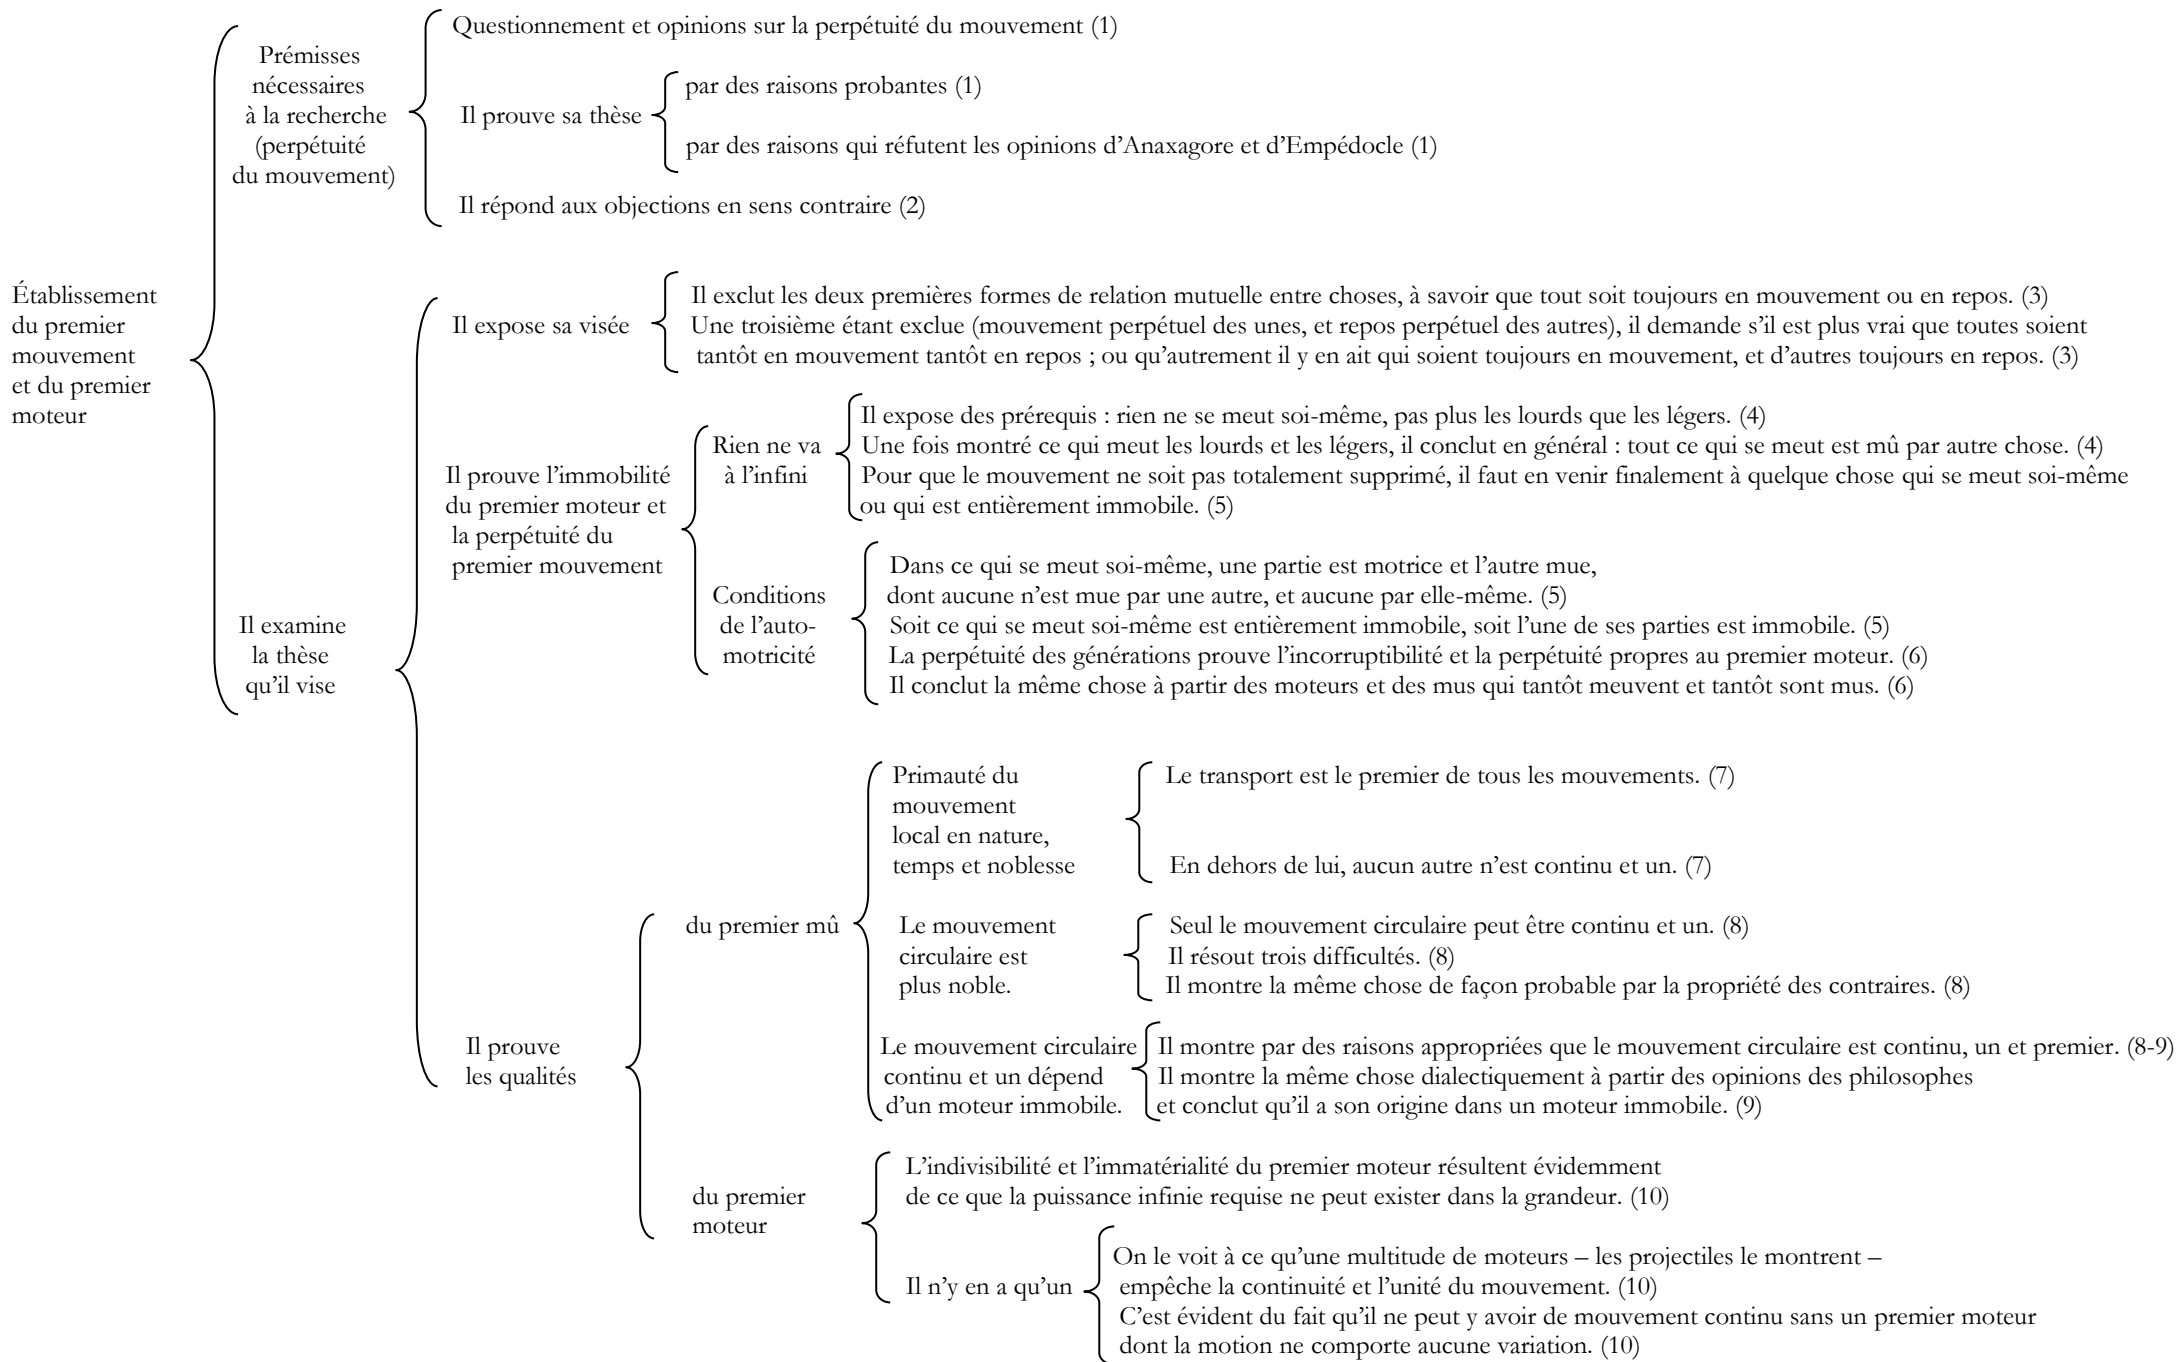 Établissement
du premier
mouvement
et du premier
moteur
Prémisses
nécessaires
à la recherche
(perpétuité
du mouvement)
Questionnement et opinions sur la perpétuité du mouvement (1)
Il prouve sa thèse
par des raisons probantes (1)
par des raisons qui réfutent les opinions d’Anaxagore et d’Empédocle (1)
Il répond aux objections en sens contraire (2)
Il examine
la thèse
qu’il vise
Il expose sa visée
Il exclut les deux premières formes de relation mutuelle entre choses, à savoir que tout soit toujours en mouvement ou en repos. (3)
Une troisième étant exclue (mouvement perpétuel des unes, et repos perpétuel des autres), il demande s’il est plus vrai que toutes soient
tantôt en mouvement tantôt en repos ; ou qu’autrement il y en ait qui soient toujours en mouvement, et d’autres toujours en repos. (3)
Il prouve l’immobilité
du premier moteur et
la perpétuité du
premier mouvement
Rien ne va
à l’infini
Il expose des prérequis : rien ne se meut soi-même, pas plus les lourds que les légers. (4)
Une fois montré ce qui meut les lourds et les légers, il conclut en général : tout ce qui se meut est mû par autre chose. (4)
Pour que le mouvement ne soit pas totalement supprimé, il faut en venir finalement à quelque chose qui se meut soi-même
ou qui est entièrement immobile. (5)
Conditions
de l’auto-
motricité
Dans ce qui se meut soi-même, une partie est motrice et l’autre mue,
dont aucune n’est mue par une autre, et aucune par elle-même. (5)
Soit ce qui se meut soi-même est entièrement immobile, soit l’une de ses parties est immobile. (5)
La perpétuité des générations prouve l’incorruptibilité et la perpétuité propres au premier moteur. (6)
Il conclut la même chose à partir des moteurs et des mus qui tantôt meuvent et tantôt sont mus. (6)
Il prouve
les qualités
du premier mû
Primauté du
mouvement
local en nature,
temps et noblesse
Le transport est le premier de tous les mouvements. (7)
En dehors de lui, aucun autre n’est continu et un. (7)
Le mouvement
circulaire est
plus noble.
Seul le mouvement circulaire peut être continu et un. (8)
Il résout trois difficultés. (8)
Il montre la même chose de façon probable par la propriété des contraires. (8)
Le mouvement circulaire
continu et un dépend
d’un moteur immobile.
Il montre par des raisons appropriées que le mouvement circulaire est continu, un et premier. (8-9)
Il montre la même chose dialectiquement à partir des opinions des philosophes
et conclut qu’il a son origine dans un moteur immobile. (9)
du premier
moteur
L’indivisibilité et l’immatérialité du premier moteur résultent évidemment
de ce que la puissance infinie requise ne peut exister dans la grandeur. (10)
Il n’y en a qu’un
On le voit à ce qu’une multitude de moteurs – les projectiles le montrent –
empêche la continuité et l’unité du mouvement. (10)
C’est évident du fait qu’il ne peut y avoir de mouvement continu sans un premier moteur
dont la motion ne comporte aucune variation. (10)